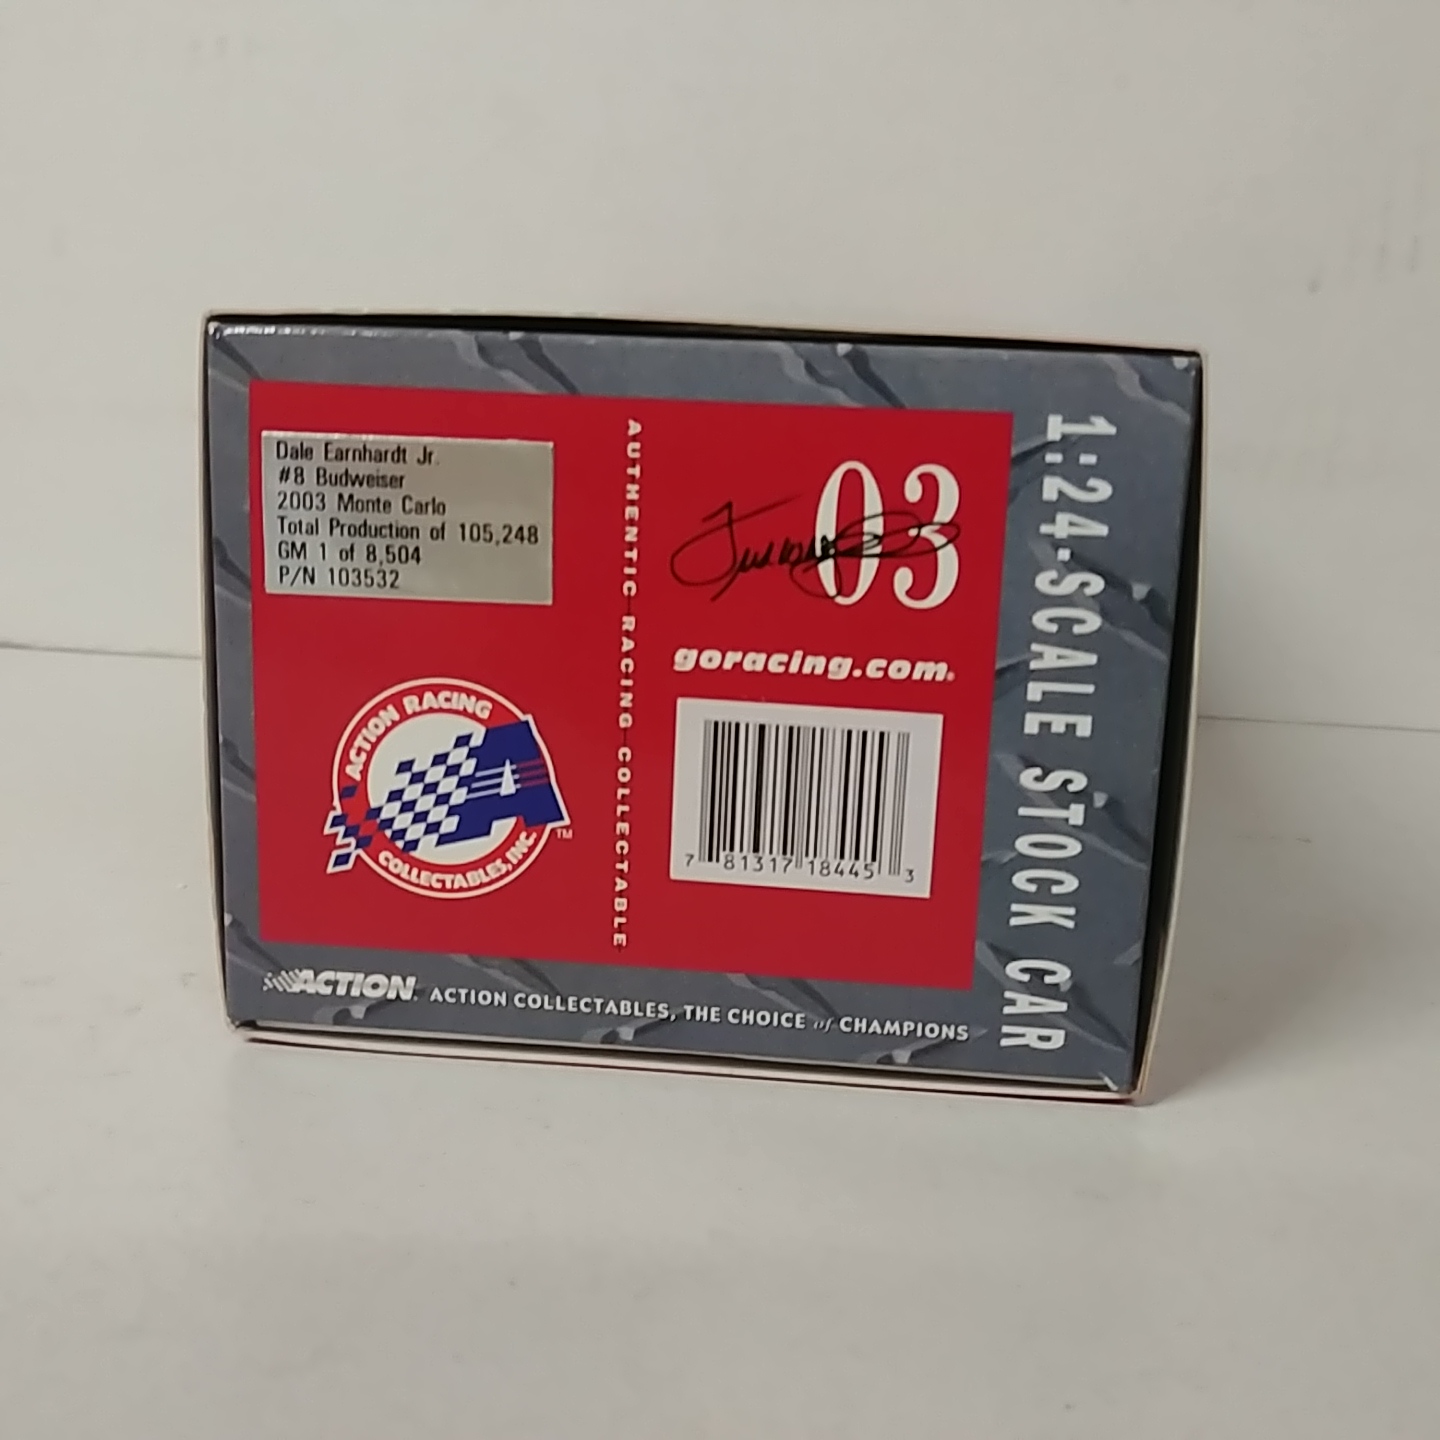 Dale Earnhardt Jr.
#8 Budweiser
2003 Monte Carlo
Total Production of 105,248
GM 1 of 8,504
P/N 103532
ACTION RACING
COLLECTABLES, INC.
TM
AUTHENTIC RACING COLLECTABLE
03
goracing.com®
7 81317 18445 3
1:24-SCALE STOCK CAR
ACTION® ACTION COLLECTABLES, THE CHOICE of CHAMPIONS